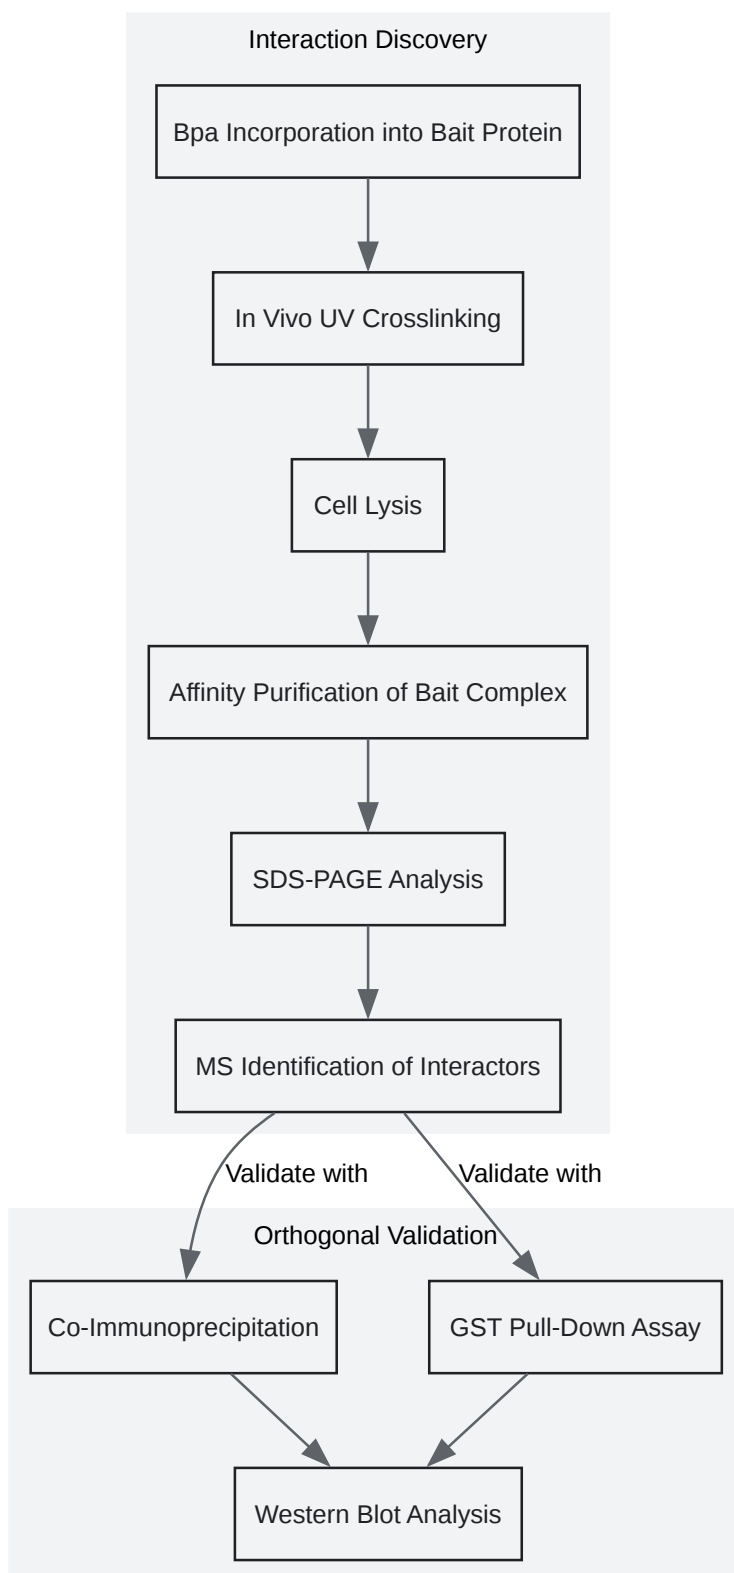 Interaction Discovery
Bpa Incorporation into Bait Protein
In Vivo UV Crosslinking
Cell Lysis
Affinity Purification of Bait Complex
SDS-PAGE Analysis
MS Identification of Interactors
Validate with
Validate with
Orthogonal Validation
Co-Immunoprecipitation
GST Pull-Down Assay
Western Blot Analysis